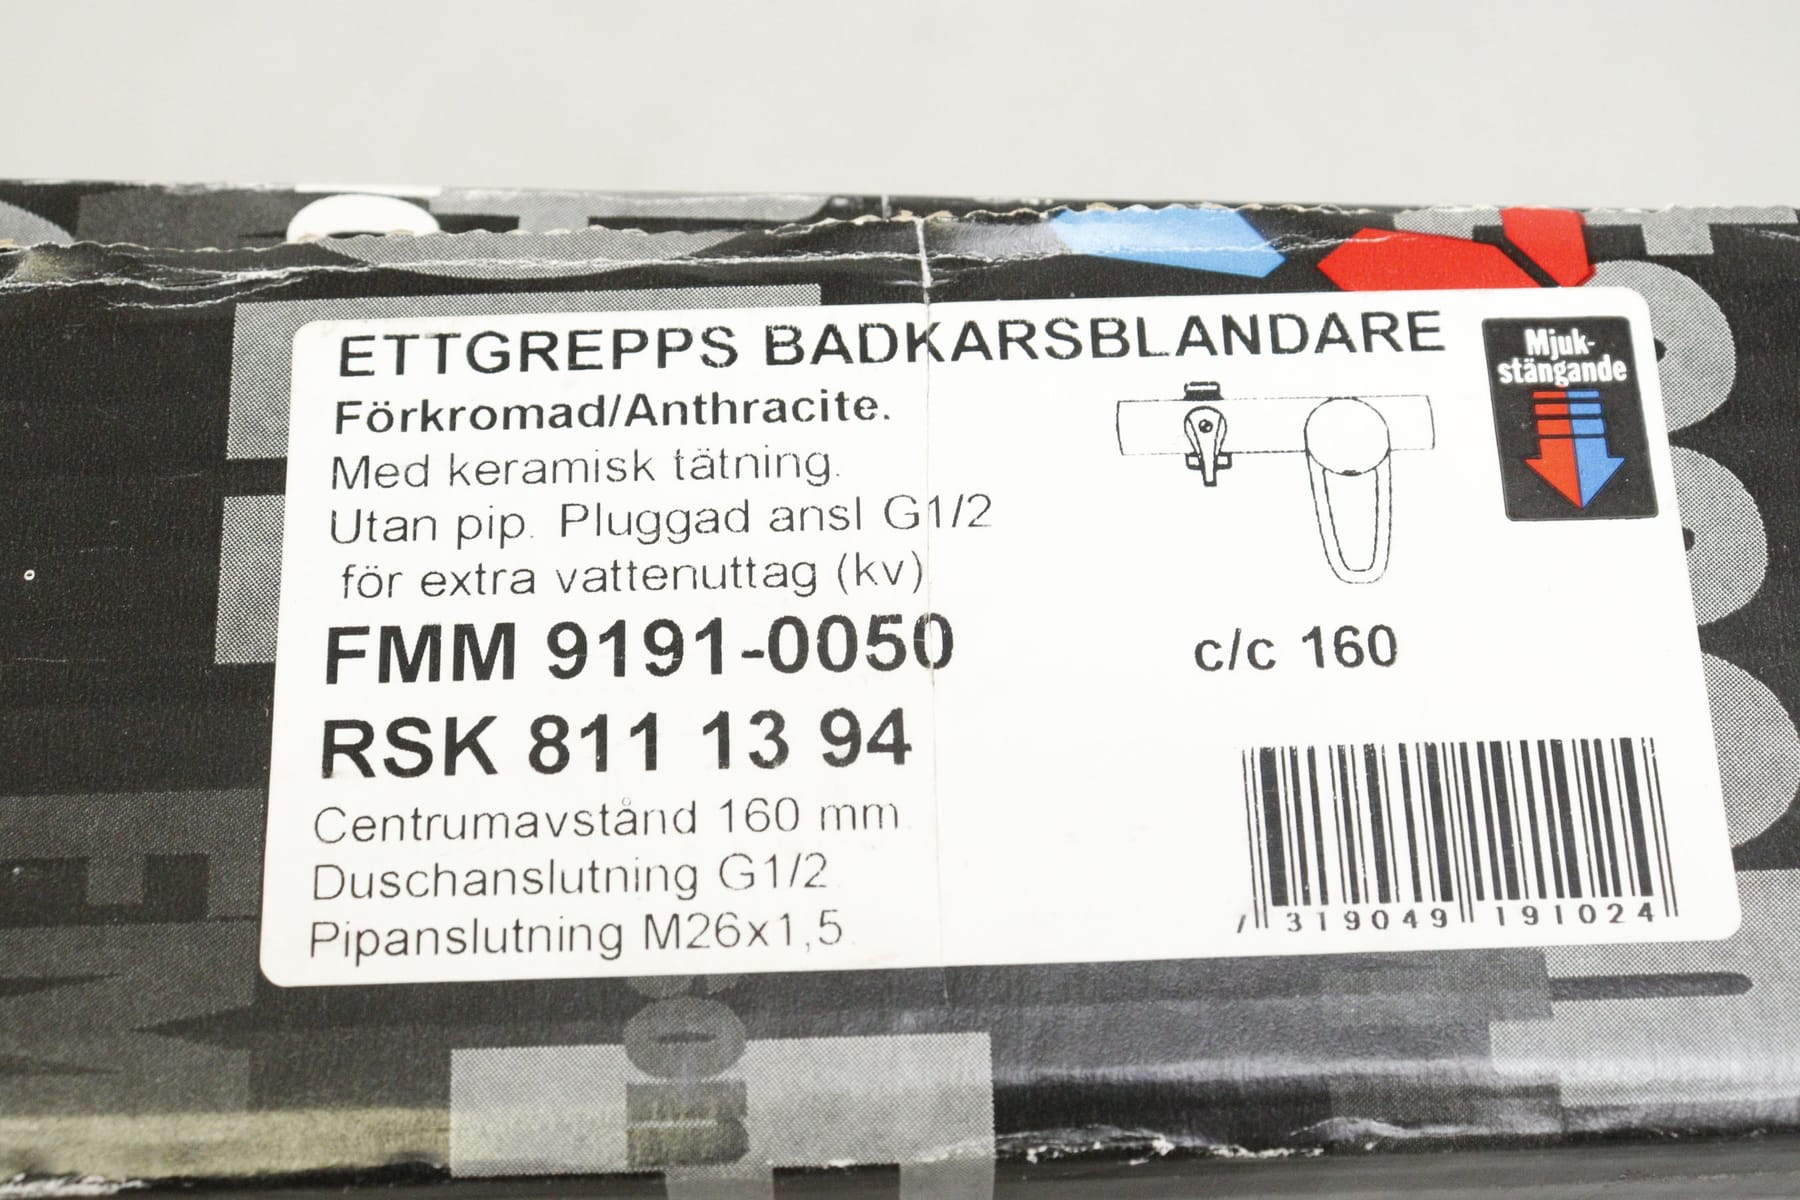 ETTGREPPS BADKARSBLANDARE
Förkromad/Anthracite.
Med keramisk tätning.
Utan pip. Pluggad ansl G1/2
för extra vattenuttag (kv)
FMM 9191-0050
RSK 811 13 94
Centrumavstånd 160 mm
Duschanslutning G1/2
Pipanslutning M26x1,5
Mjuk-
stängande
c/c 160
7 319049 191024